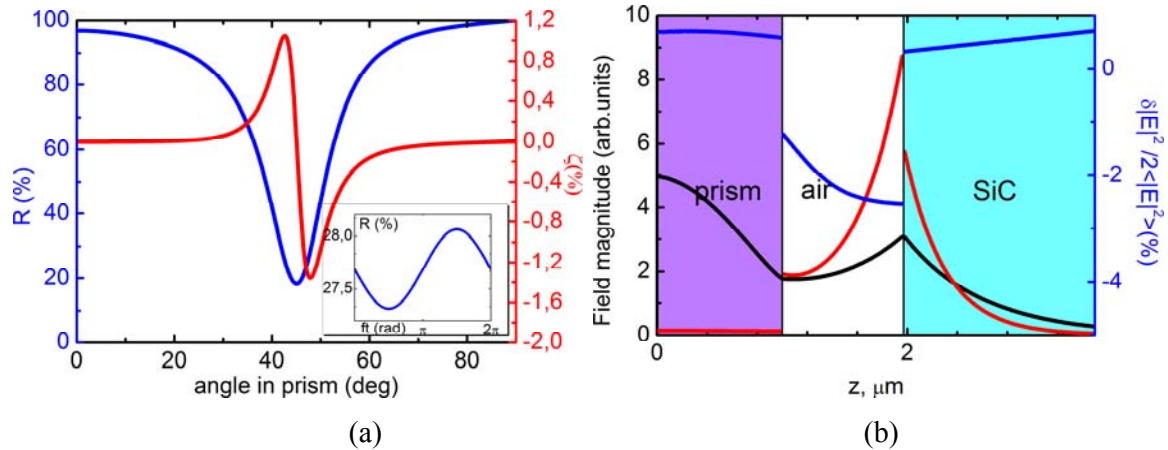 100
80
60
40
20
0
R (%)
1,2
0,8
0,4
0,0
-0,4
-0,8
-1,2
-1,6
-2,0
ζ(%)
R (%)
28,0
27,5
ft (rad)
π
2π
0
20
40
60
80
angle in prism (deg)
(a)
10
8
6
4
2
0
Field magnitude (arb.units)
prism
air
SiC
0
-2
-4
δ|E|² /2<|E|²>(%)
0
2
z, μm
(b)